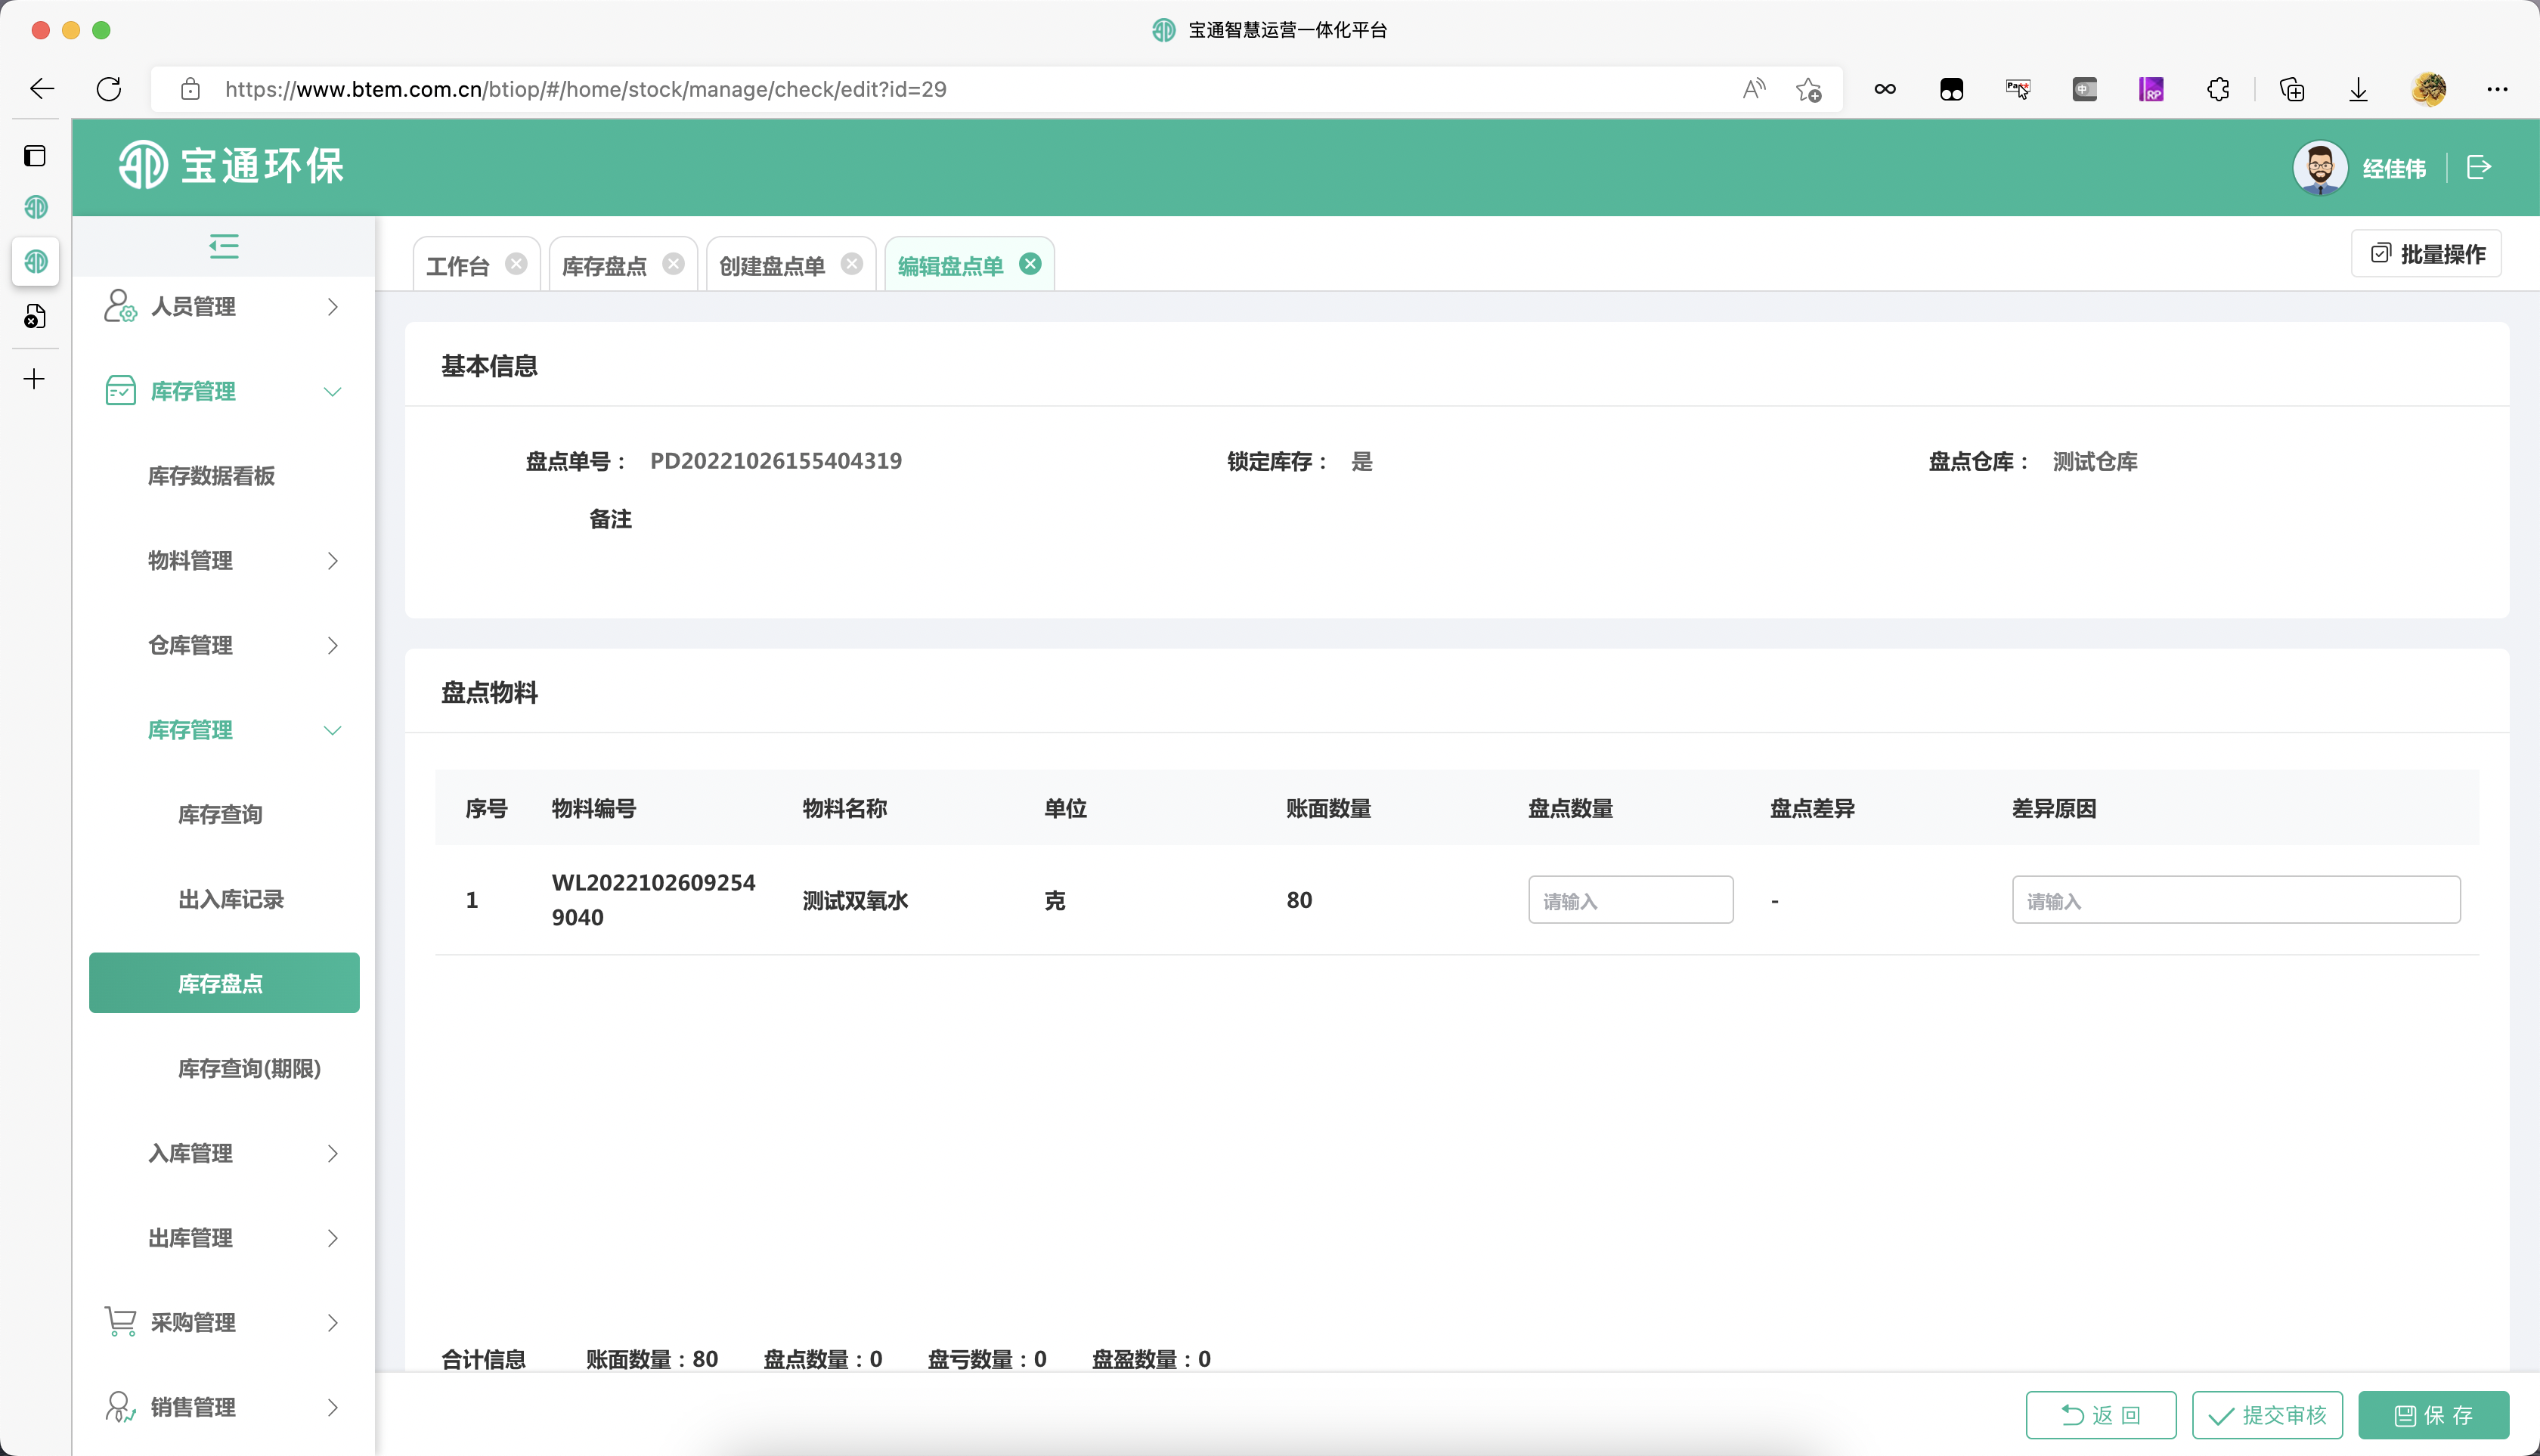 宝通智慧运营一体化平台
https://www.btem.com.cn/btiop/#/home/stock/manage/check/edit?id=29
宝通环保
经佳伟
工作台
库存盘点
创建盘点单
编辑盘点单
批量操作
人员管理
库存管理
库存数据看板
物料管理
仓库管理
库存管理
库存查询
出入库记录
库存盘点
库存查询(期限)
入库管理
出库管理
采购管理
销售管理
基本信息
盘点单号： PD20221026155404319
锁定库存： 是
盘点仓库： 测试仓库
备注
盘点物料
序号 物料编号 物料名称 单位 账面数量 盘点数量 盘点差异 差异原因
1 WL2022102609254 测试双氧水 克 80 请输入 - 请输入
9040
合计信息 账面数量：80 盘点数量：0 盘亏数量：0 盘盈数量：0
返 回
提交审核
保 存